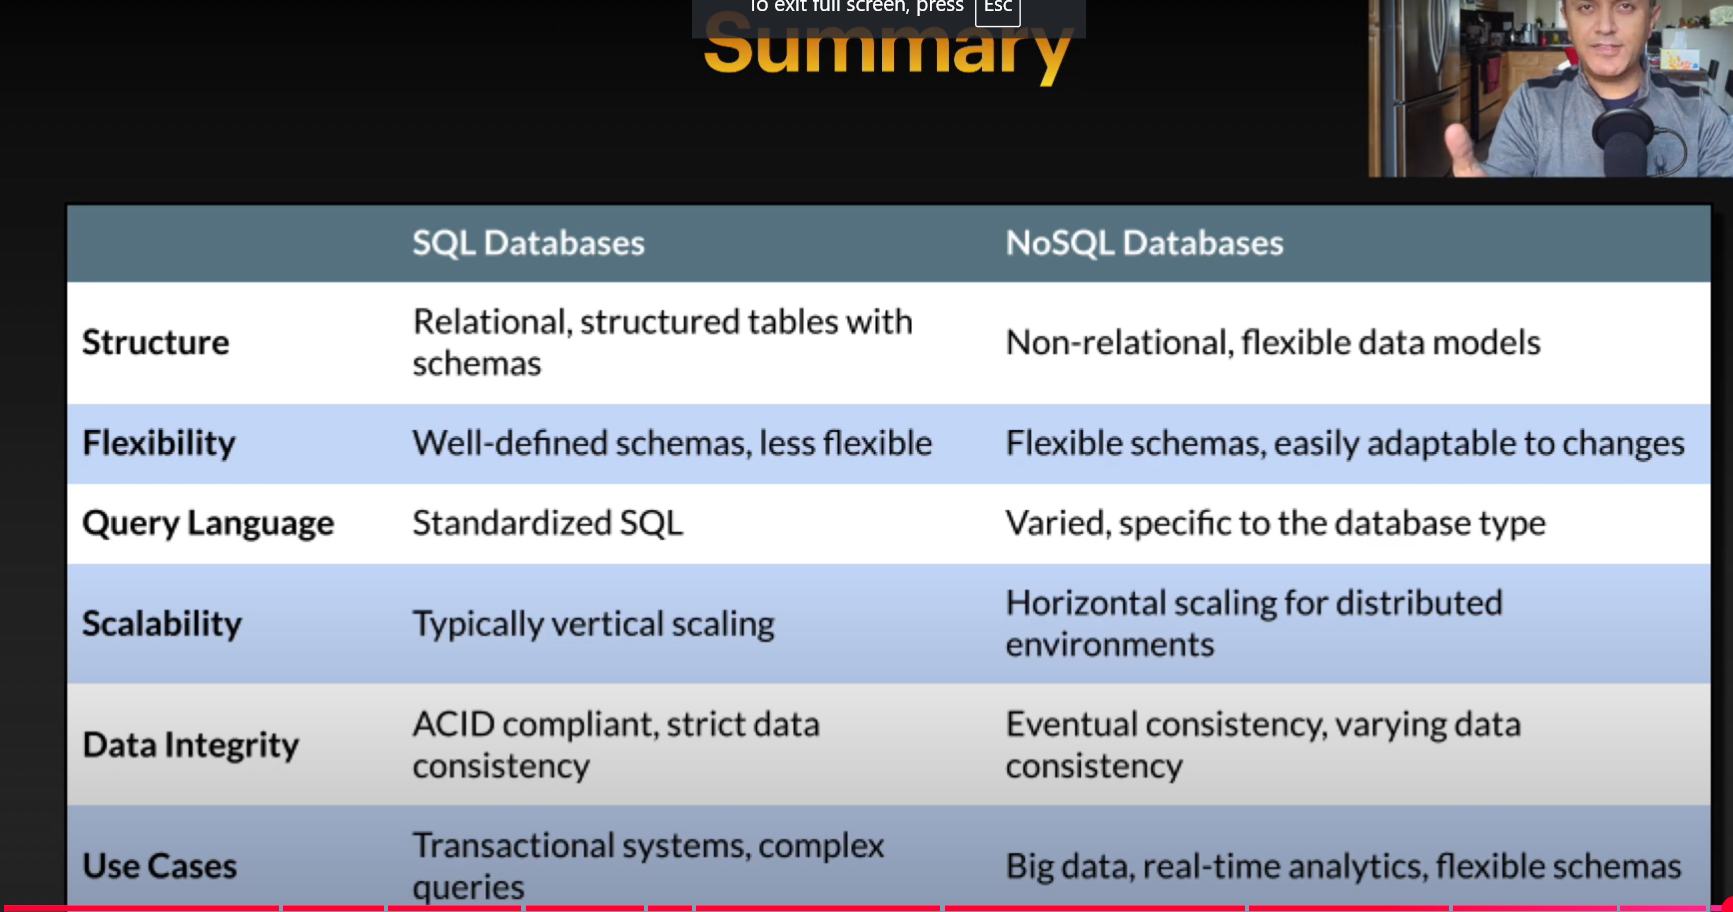 To exit full screen, press Esc
Summary
SQL Databases NoSQL Databases
Structure
Relational, structured tables with
schemas
Non-relational, flexible data models
Flexibility
Well-defined schemas, less flexible
Flexible schemas, easily adaptable to changes
Query Language
Standardized SQL
Varied, specific to the database type
Scalability
Typically vertical scaling
Horizontal scaling for distributed
environments
Data Integrity
ACID compliant, strict data
consistency
Eventual consistency, varying data
consistency
Use Cases
Transactional systems, complex
queries
Big data, real-time analytics, flexible schemas